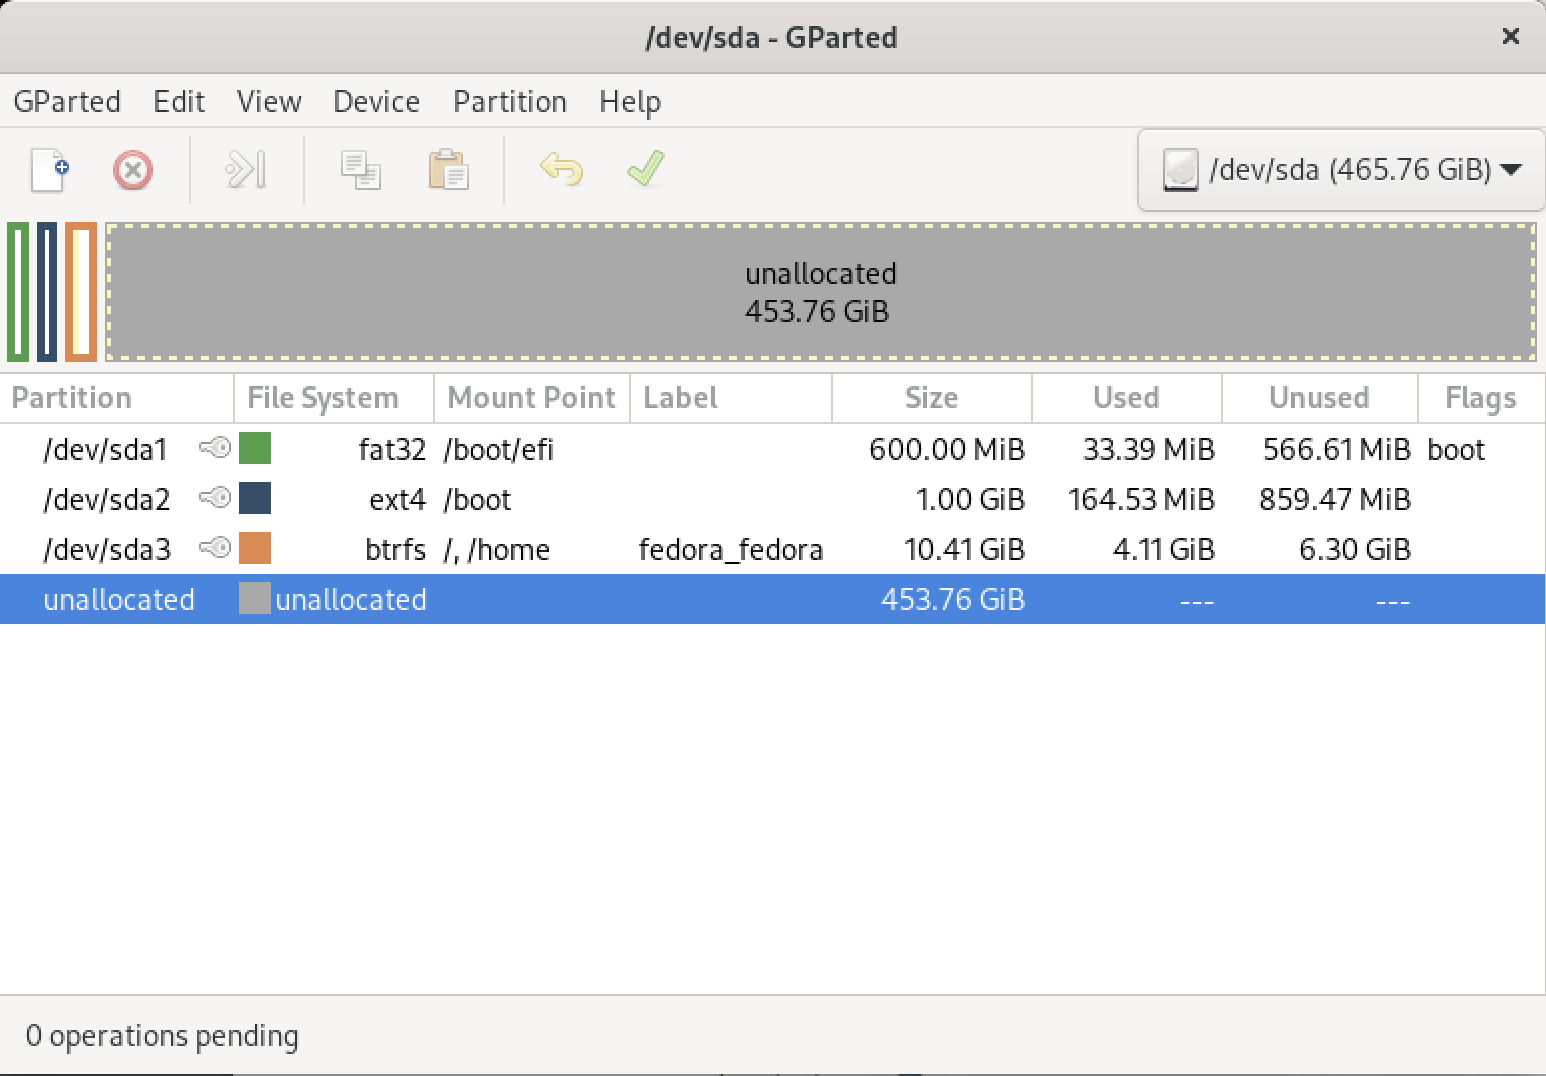 /dev/sda - GParted
GParted Edit View Device Partition Help
/dev/sda (465.76 GiB)
unallocated
453.76 GiB
Partition File System Mount Point Label Size Used Unused Flags
/dev/sda1 fat32 /boot/efi 600.00 MiB 33.39 MiB 566.61 MiB boot
/dev/sda2 ext4 /boot 1.00 GiB 164.53 MiB 859.47 MiB
/dev/sda3 btrfs /, /home fedora_fedora 10.41 GiB 4.11 GiB 6.30 GiB
unallocated unallocated 453.76 GiB --- ---
0 operations pending